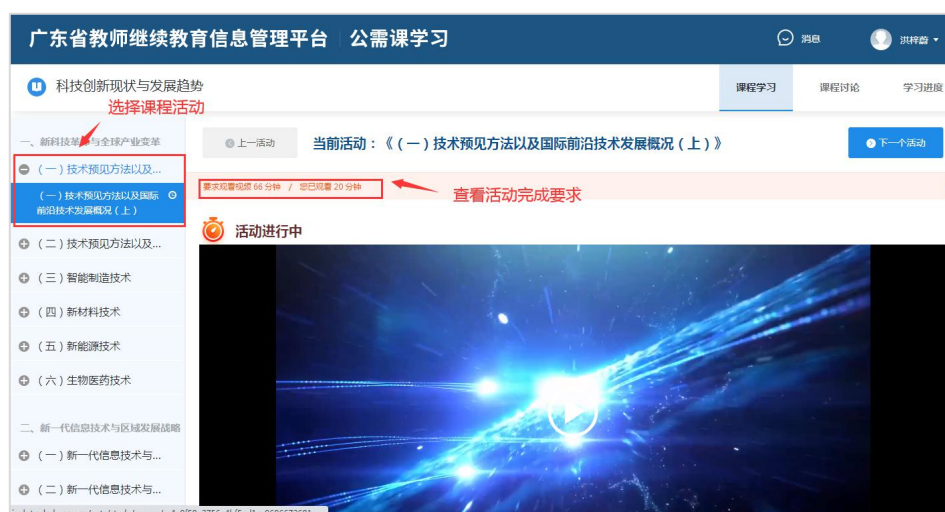 广东省教师继续教育信息管理平台 公需课学习
消息
洪梓蓉
科技创新现状与发展趋势
课程学习
课程讨论
学习进度
选择课程活动
一、新科技革命与全球产业变革
上一活动
当前活动：《（一）技术预见方法以及国际前沿技术发展概况（上）》
下一个活动
（一）技术预见方法以及...
（一）技术预见方法以及国际
前沿技术发展概况（上）
要求观看视频 66 分钟 / 您已观看 20 分钟
查看活动完成要求
活动进行中
（二）技术预见方法以及...
（三）智能制造技术
（四）新材料技术
（五）新能源技术
（六）生物医药技术
二、新一代信息技术与区域发展战略
（一）新一代信息技术与...
（二）新一代信息技术与...